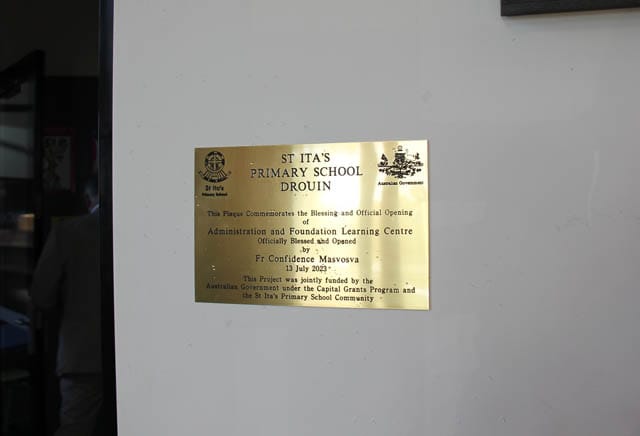 ST ITA'S
PRIMARY SCHOOL
DROUIN
St Ita's
Primary School
Australian Government
This Plaque Commemorates the Blessing and Official Opening
of
Administration and Foundation Learning Centre
Officially Blessed and Opened
by
Fr Confidence Masvosva
13 July 2023
This Project was jointly funded by the
Australian Government under the Capital Grants Program and
the St Ita's Primary School Community